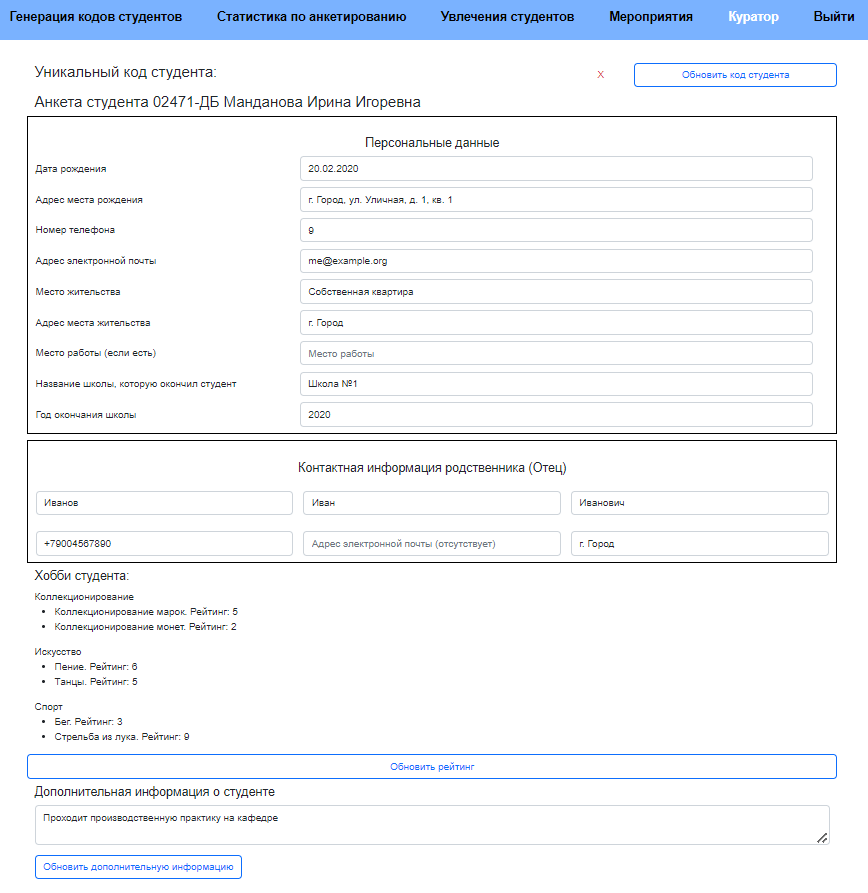 Генерация кодов студентов Статистика по анкетированию Увлечения студентов Мероприятия Куратор Выйти
Уникальный код студента: X Обновить код студента
Анкета студента 02471-ДБ Манданова Ирина Игоревна
Персональные данные
Дата рождения 20.02.2020
Адрес места рождения г. Город, ул. Уличная, д. 1, кв. 1
Номер телефона 9
Адрес электронной почты me@example.org
Место жительства Собственная квартира
Адрес места жительства г. Город
Место работы (если есть) Место работы
Название школы, которую окончил студент Школа №1
Год окончания школы 2020
Контактная информация родственника (Отец)
Иванов Иван Иванович
+79004567890 Адрес электронной почты (отсутствует) г. Город
Хобби студента:
Коллекционирование
• Коллекционирование марок. Рейтинг: 5
• Коллекционирование монет. Рейтинг: 2
Искусство
• Пение. Рейтинг: 6
• Танцы. Рейтинг: 5
Спорт
• Бег. Рейтинг: 3
• Стрельба из лука. Рейтинг: 9
Обновить рейтинг
Дополнительная информация о студенте
Проходит производственную практику на кафедре
Обновить дополнительную информацию